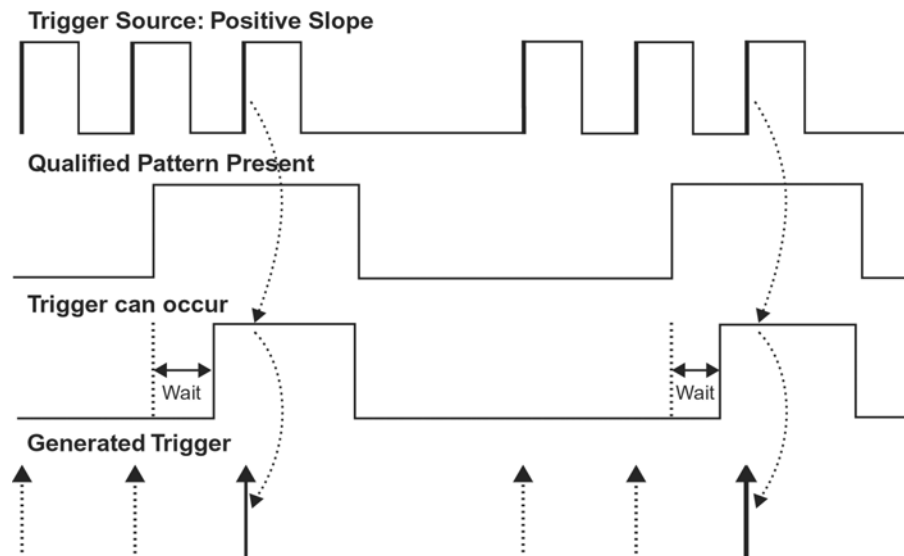 Trigger Source: Positive Slope
Qualified Pattern Present
Trigger can occur
Wait
Wait
Generated Trigger